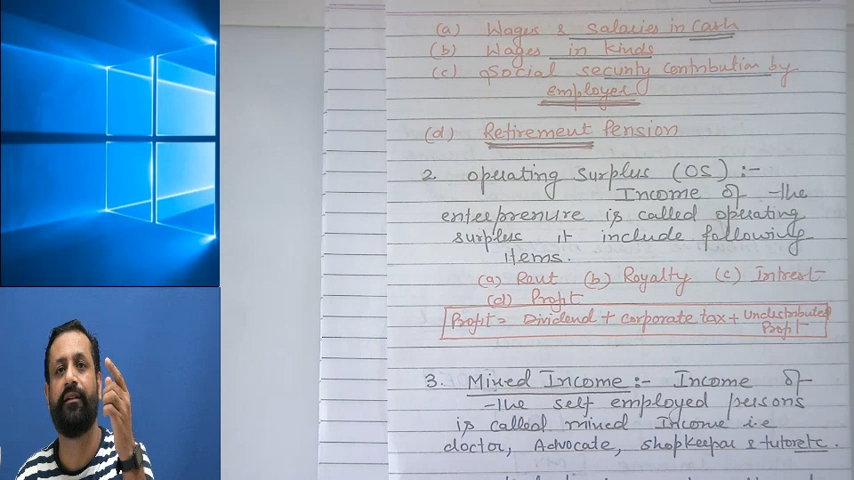 (a) Wages & salaries in cash
(b) Wages in kinds
(c) Social security contribution by
employer
(d) Retirement Pension
2. Operating Surplus (OS) :-
Income of the
enterprenure is called operating
surplus it include following
items.
(a) Rent (b) Royalty (c) Intrest
(d) Profit
Profit = Dividend + corporate tax + Undistributed
Profit
3. Mixed Income :- Income of
the self employed persons
is called mixed Income i.e
doctor, Advocate, shopkeepar & tutor etc.